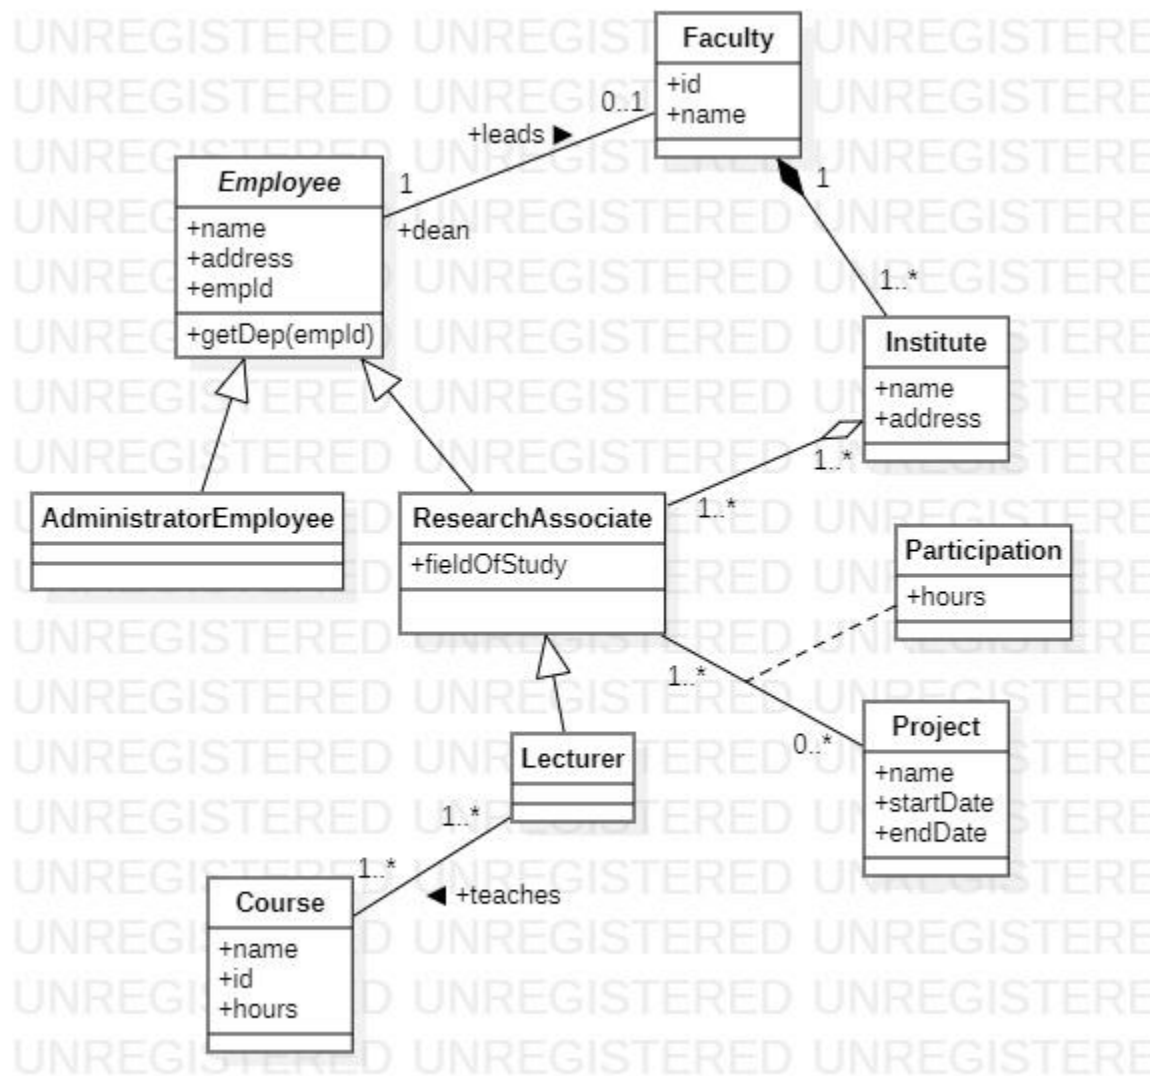 Faculty
+id
+name
0..1
+leads ►
1
Employee
1
+name
+dean
+address
+empId
1..*
+getDep(empId)
Institute
+name
+address
1..*
1..*
AdministratorEmployee
ResearchAssociate
+fieldOfStudy
Participation
+hours
1..*
0..*
Project
+name
+startDate
+endDate
Lecturer
1..*
1..*
◄ +teaches
Course
+name
+id
+hours
UNREGISTERED